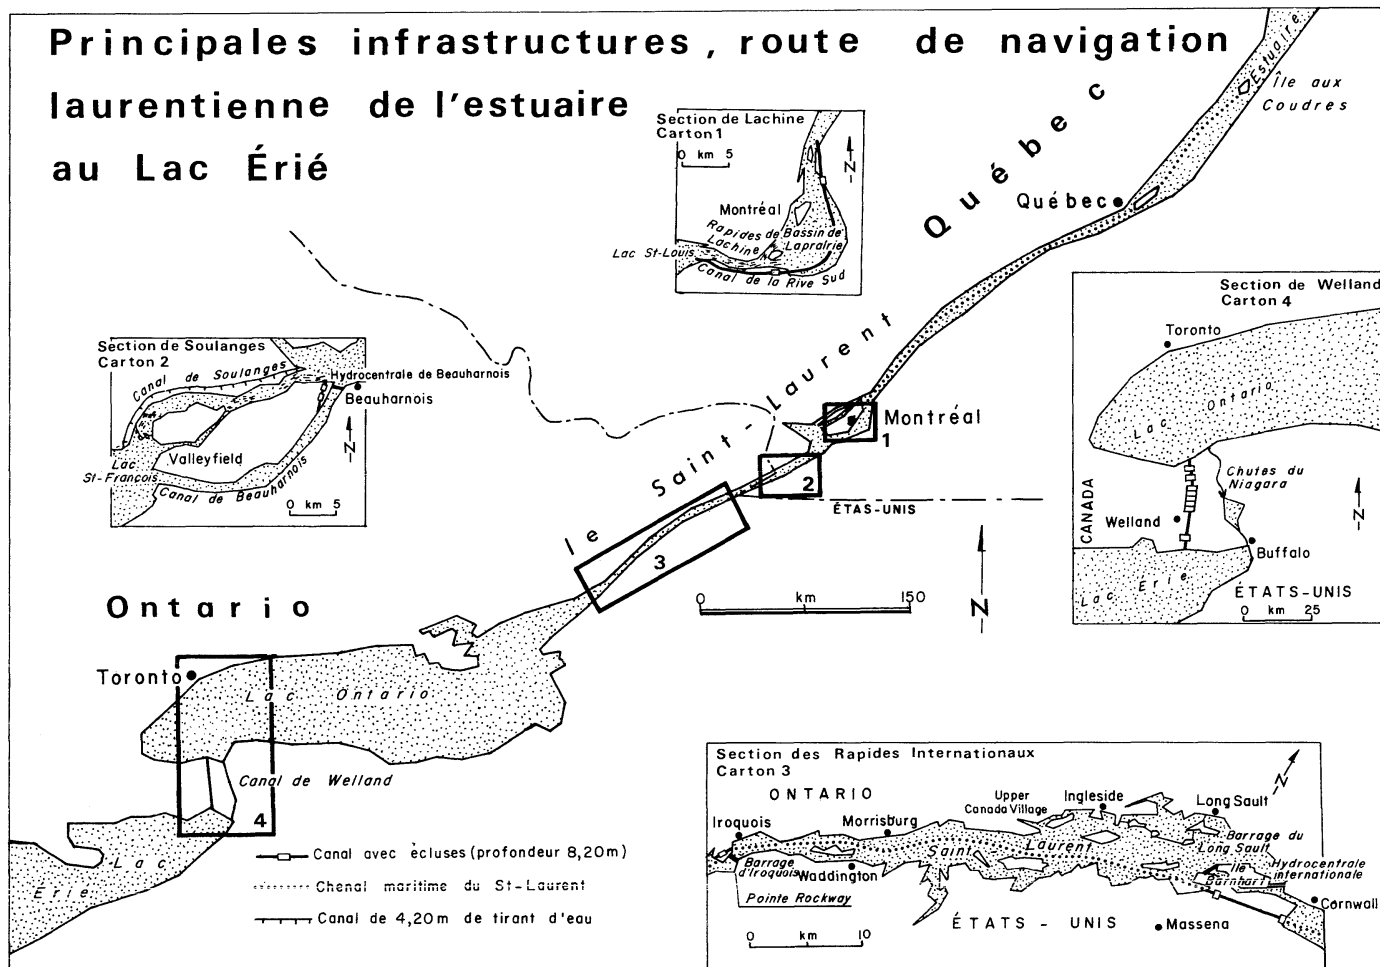 Principales infrastructures, route de navigation
laurentienne de l'estuaire
au Lac Érié
Estuaire
Île aux
Coudres
Québec
Québec
Section de Lachine
Carton 1
0 km 5
N
Montréal
Rapides de
Lachine
Bassin de
Laprairie
Lac St-Louis
Canal de la Rive Sud
Section de Welland
Carton 4
Toronto
Lac Ontario
Chutes du
Niagara
CANADA
Welland
N
Buffalo
Lac Erie
ÉTATS-UNIS
0 km 25
Section de Soulanges
Carton 2
Canal de Soulanges
Hydrocentrale de Beauharnois
Beauharnois
N
Valleyfield
Lac
St-François
Canal de Beauharnois
0 km 5
le Saint-Laurent
Montréal
1
2
3
ÉTAS-UNIS
0 km 150
N
Ontario
Toronto
Lac Ontario
Canal de Welland
4
Lac
Érie
Canal avec écluses (profondeur 8,20m)
Chenal maritime du St-Laurent
Canal de 4,20m de tirant d'eau
Section des Rapides Internationaux
Carton 3
N
ONTARIO
Iroquois
Morrisburg
Upper
Canada Village
Ingleside
Long Sault
Barrage du
Long Sault
Saint Laurent
Barrage
d'Iroquois
Waddington
Pointe Rockway
Hydrocentrale
internationale
Île
Barnhart
Cornwall
ÉTATS - UNIS
Massena
0 km 10